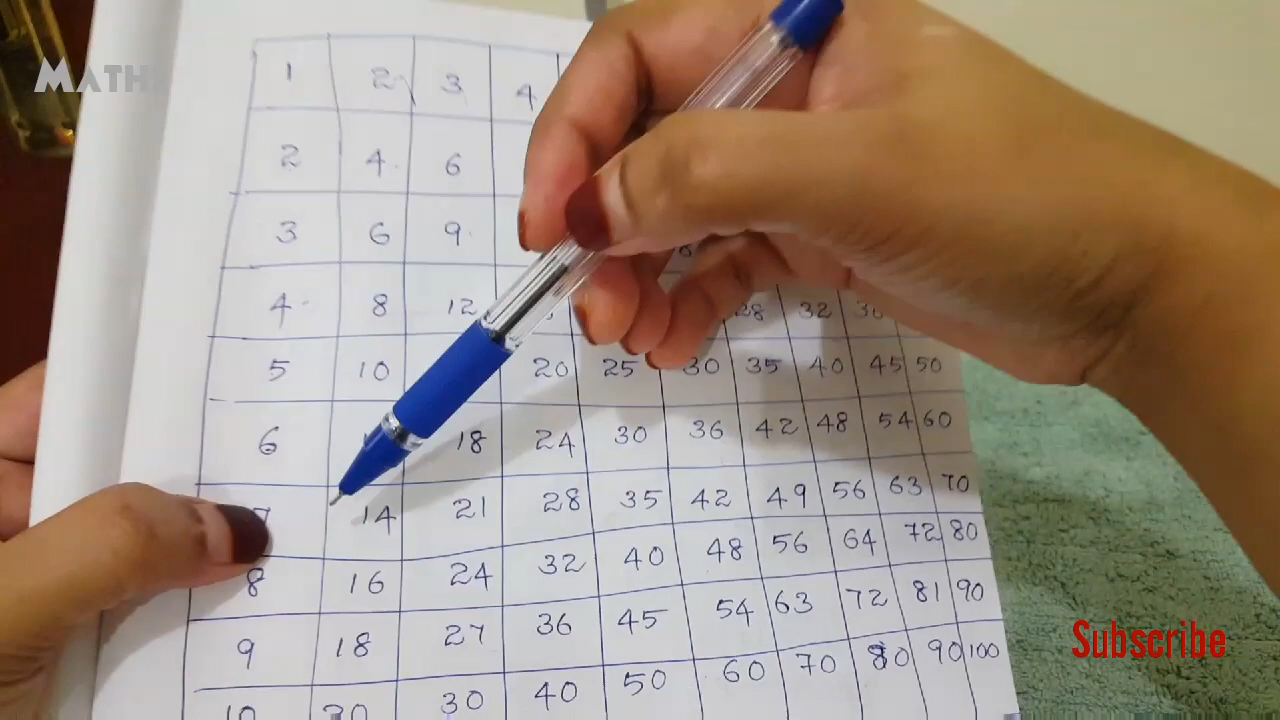 MATH
1 2 3 4
2 4 6
3 6 9
4 8 12 28 32
5 10 20 25 30 35 40 45 50
6 18 24 30 36 42 48 54 60
14 21 28 35 42 49 56 63 70
8 16 24 32 40 48 56 64 72 80
9 18 27 36 45 54 63 72 81 90
10 20 30 40 50 60 70 80 90 100
Subscribe